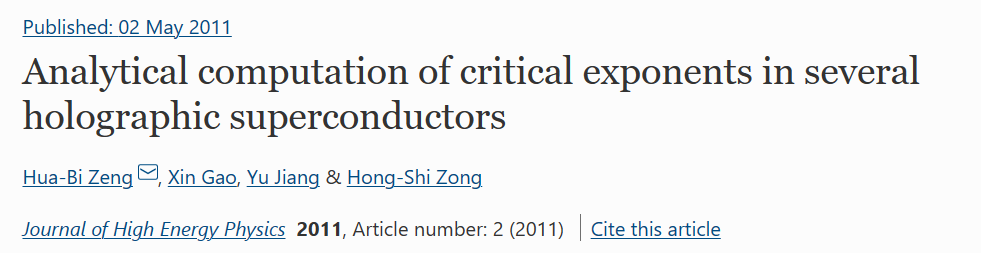 Published: 02 May 2011
Analytical computation of critical exponents in several
holographic superconductors
Hua-Bi Zeng, Xin Gao, Yu Jiang & Hong-Shi Zong
Journal of High Energy Physics 2011, Article number: 2 (2011) Cite this article